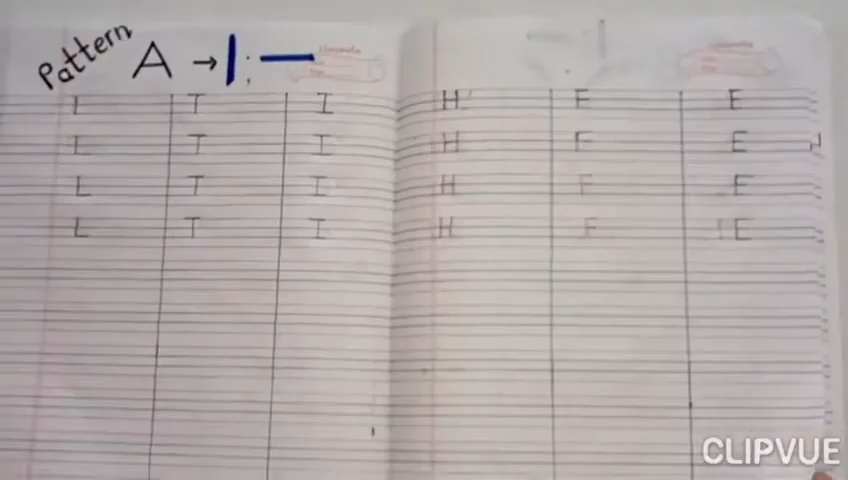 Pattern A → | ; —
L T I H F E
L T I H F E
L T I H F F
L T I H F E
CLIPVUE